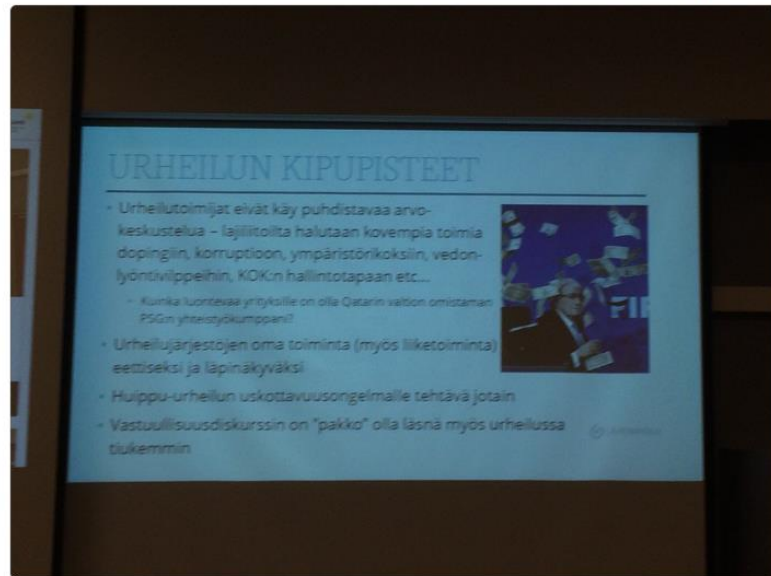 URHEILUN KIPUPISTEET
• Urheilutoimijat eivät käy puhdistavaa arvo-
keskustelua – lajiliitoilta halutaan kovempia toimia
dopingiin, korruptioon, ympäristörikoksiin, vedon-
lyöntivilppeihin, KOK:n hallintotapaan etc...
• Kuinka luontevaa yrityksille on olla Qatarin valtion omistaman
PSG:n yhteistyökumppani?
• Urheilujärjestöjen oma toiminta (myös liiketoiminta)
eettiseksi ja läpinäkyväksi
• Huippu-urheilun uskottavuusongelmalle tehtävä jotain
• Vastuullisuusdiskurssin on "pakko" olla läsnä myös urheilussa
tiukemmin
FIF